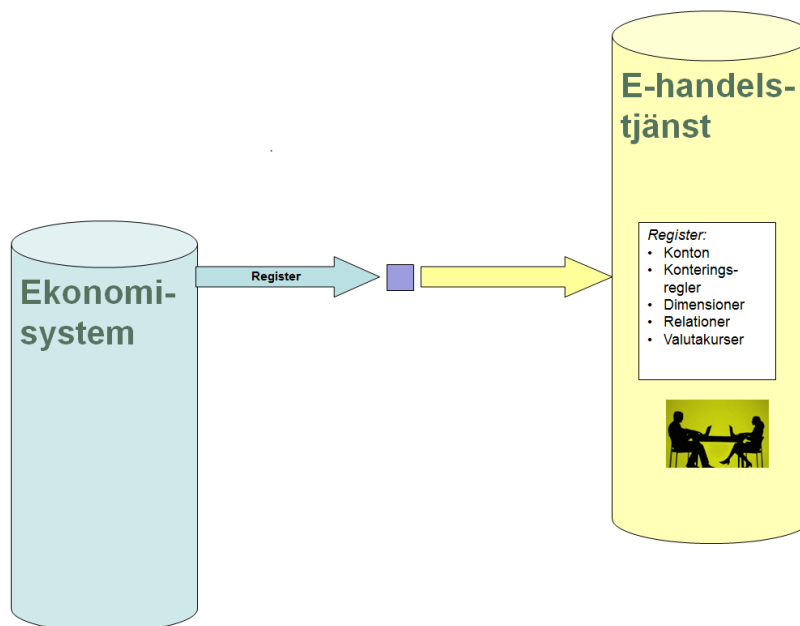 E-handels-
tjänst
Register:
• Konton
• Konterings-
regler
• Dimensioner
• Relationer
• Valutakurser
Register
Ekonomi-
system